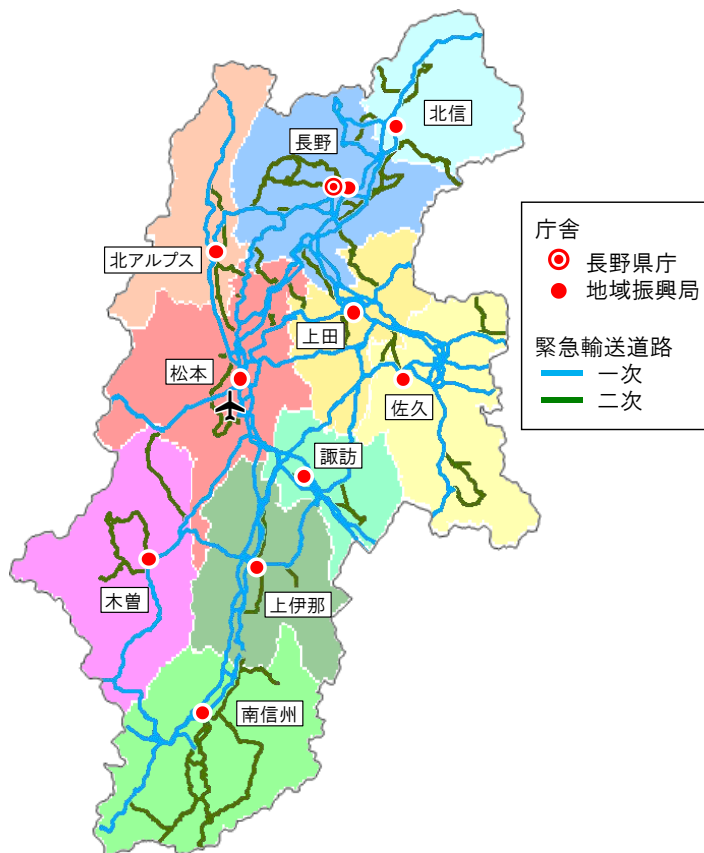 北信
長野
北アルプス
上田
松本
佐久
諏訪
木曽
上伊那
南信州
庁舎
長野県庁
地域振興局
緊急輸送道路
一次
二次